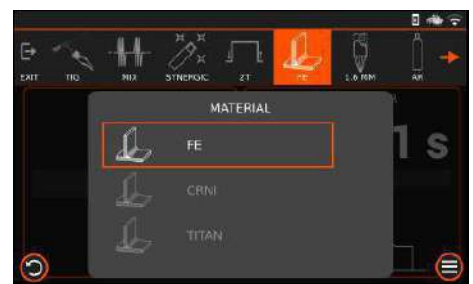 EXIT TIG MIX SYNERGIC 2T FE 1.6 MM AR
MATERIAL
1 s
FE
CRNI
TITAN